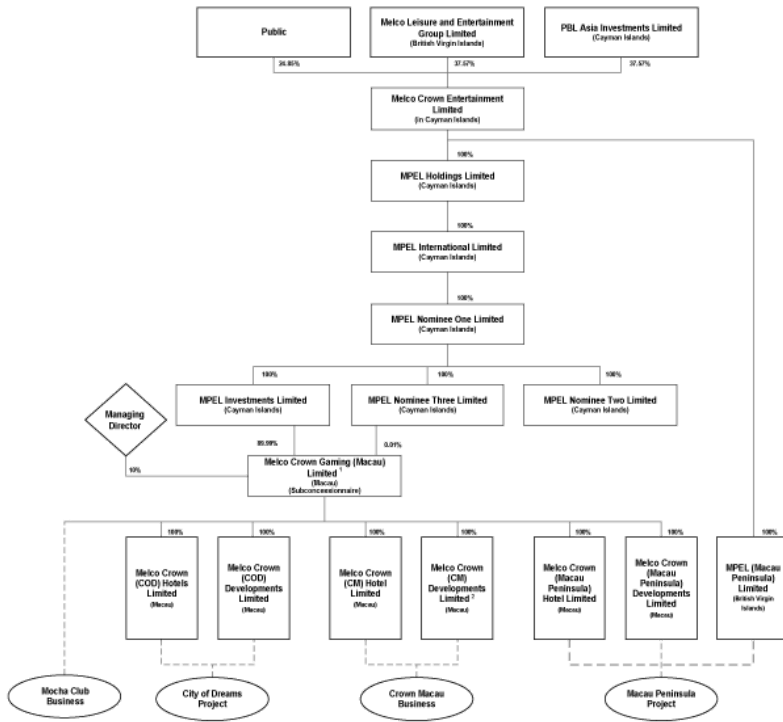 Public
Melco Leisure and Entertainment
Group Limited
(British Virgin Islands)
PBL Asia Investments Limited
(Cayman Islands)
24.85%
37.57%
37.57%
Melco Crown Entertainment
Limited
(in Cayman Islands)
100%
MPEL Holdings Limited
(Cayman Islands)
100%
MPEL International Limited
(Cayman Islands)
100%
MPEL Nominee One Limited
(Cayman Islands)
100%
100%
100%
MPEL Investments Limited
(Cayman Islands)
MPEL Nominee Three Limited
(Cayman Islands)
MPEL Nominee Two Limited
(Cayman Islands)
Managing
Director
89.99%
0.01%
10%
Melco Crown Gaming (Macau)
Limited 1
(Macau)
(Subconcessionnaire)
100%
100%
100%
100%
100%
100%
100%
Melco Crown
(COD) Hotels
Limited
(Macau)
Melco Crown
(COD)
Developments
Limited
(Macau)
Melco Crown
(CM) Hotel
Limited
(Macau)
Melco Crown
(CM)
Developments
Limited 2
(Macau)
Melco Crown
(Macau
Peninsula)
Hotel Limited
(Macau)
Melco Crown
(Macau
Peninsula)
Developments
Limited
(Macau)
MPEL (Macau
Peninsula)
Limited
(British Virgin
Islands)
Mocha Club
Business
City of Dreams
Project
Crown Macau
Business
Macau Peninsula
Project